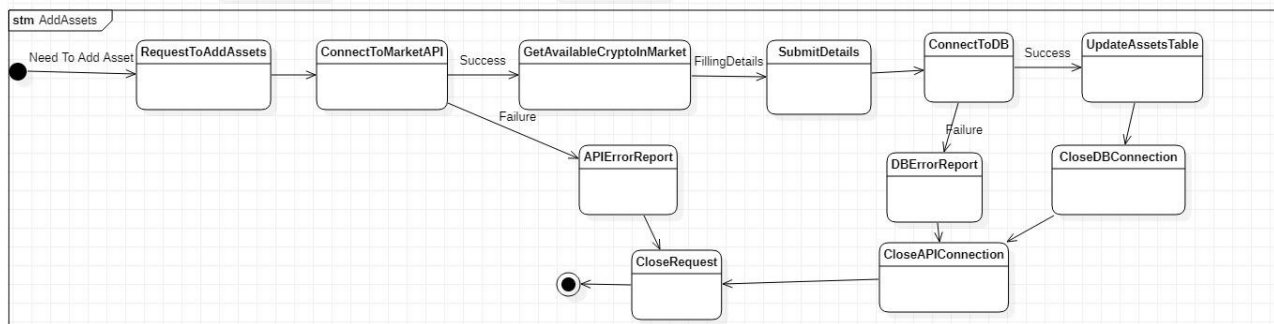 stm AddAssets
Need To Add Asset
RequestToAddAssets
ConnectToMarketAPI
Success
GetAvailableCryptoInMarket
FillingDetails
SubmitDetails
ConnectToDB
Success
UpdateAssetsTable
Failure
Failure
APIErrorReport
DBErrorReport
CloseDBConnection
CloseRequest
CloseAPIConnection